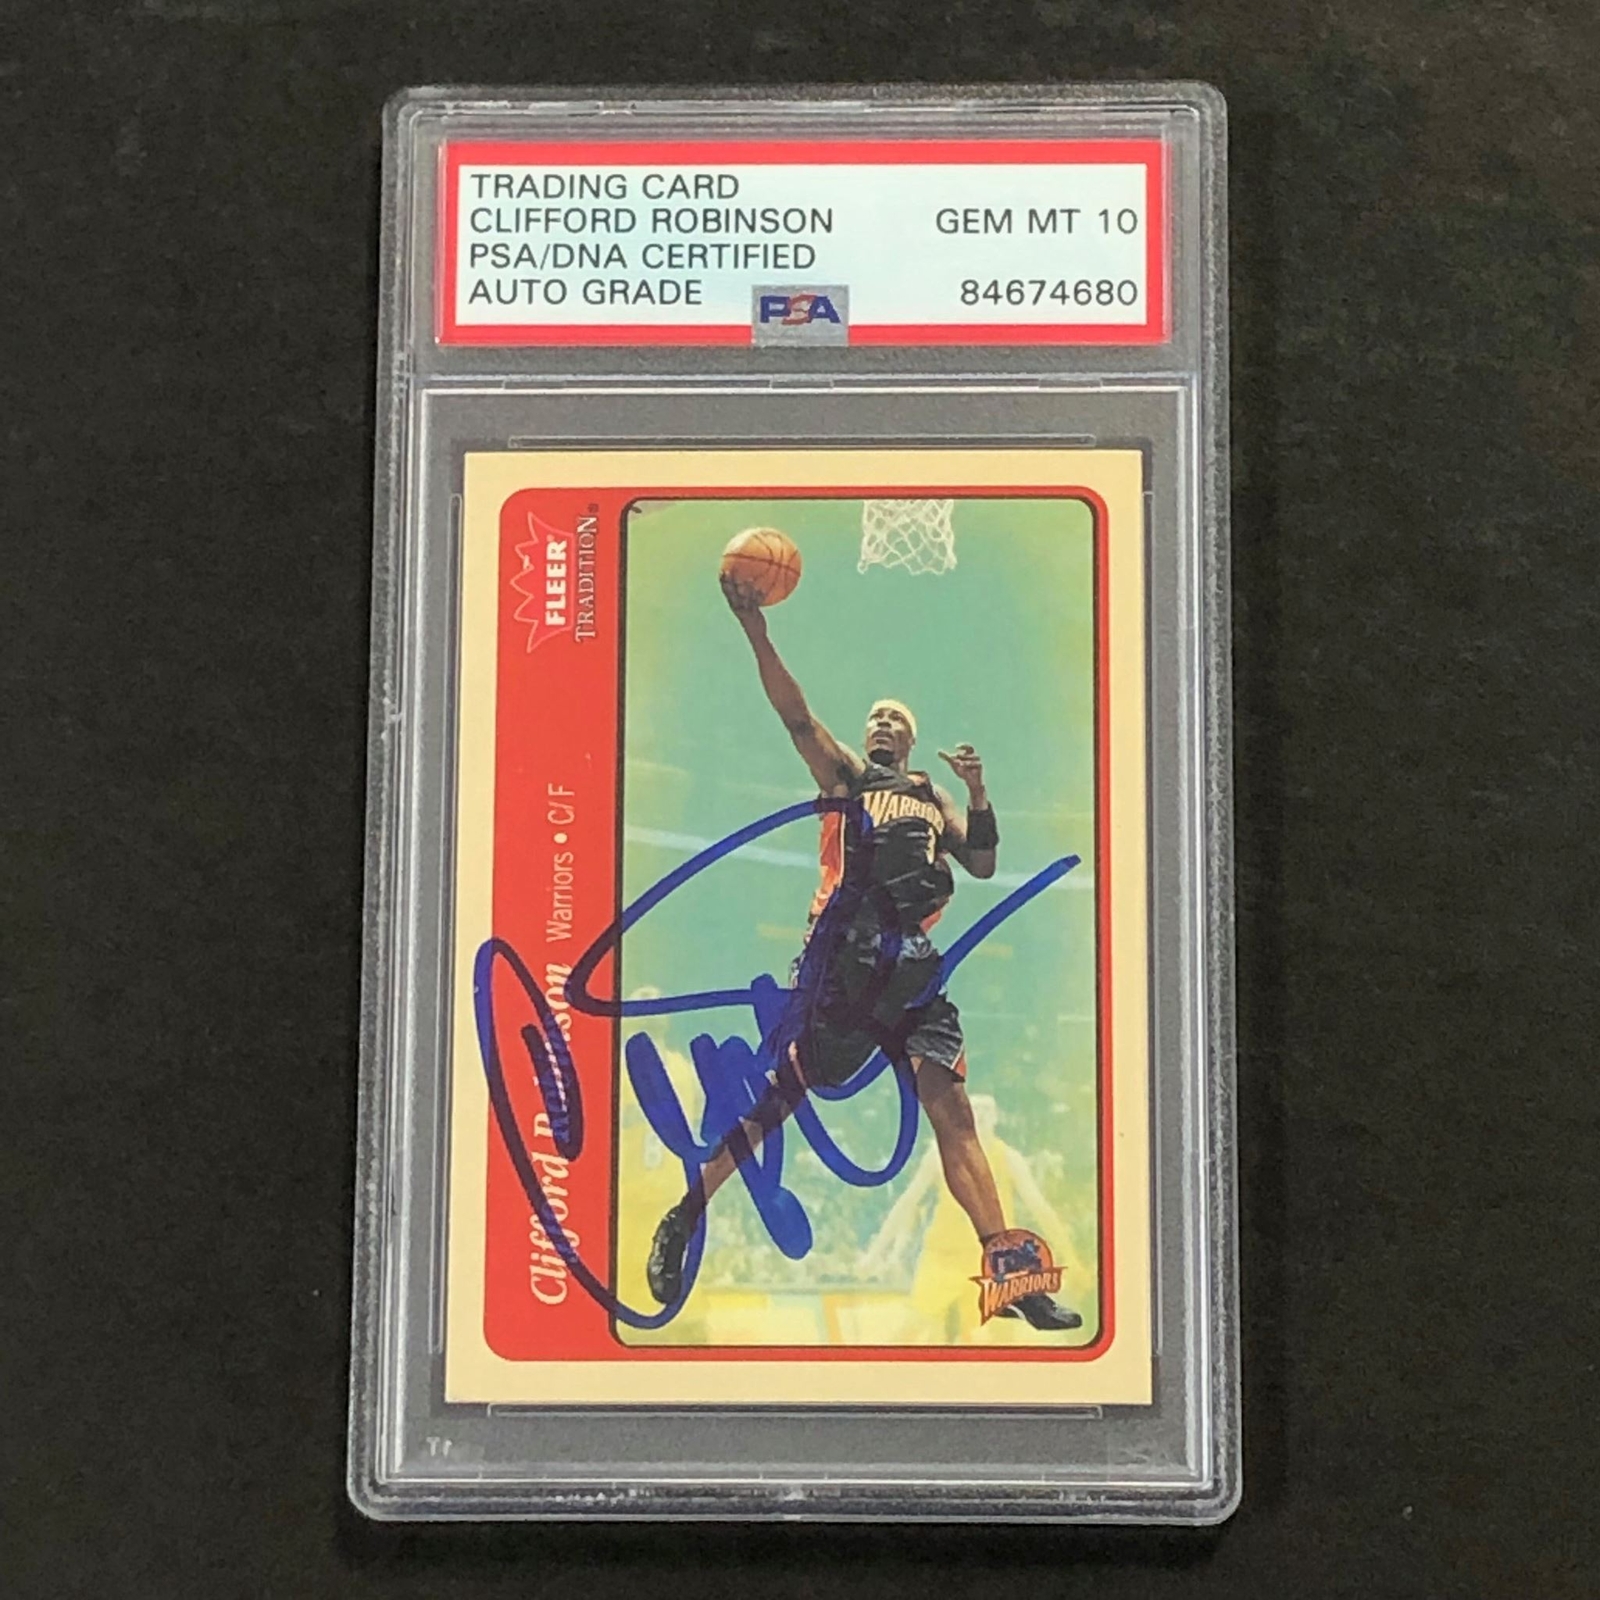 TRADING CARD
CLIFFORD ROBINSON GEM MT 10
PSA/DNA CERTIFIED
AUTO GRADE 84674680
PSA
FLEER
TRADITION®
Clifford Robinson Warriors • C/F
WARRIORS
3
WARRIORS